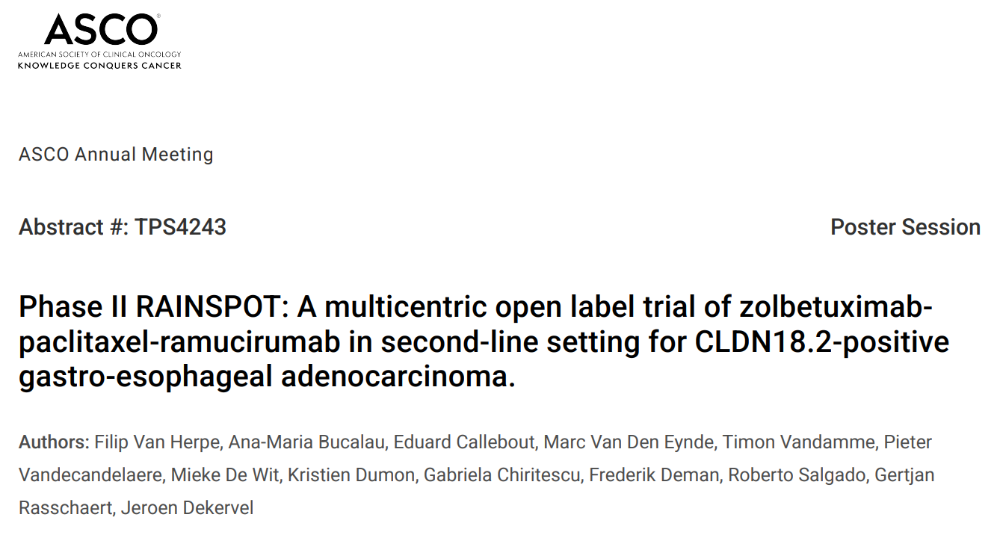 ASCO®
AMERICAN SOCIETY OF CLINICAL ONCOLOGY
KNOWLEDGE CONQUERS CANCER
ASCO Annual Meeting
Abstract #: TPS4243
Poster Session
Phase II RAINSPOT: A multicentric open label trial of zolbetuximab-
paclitaxel-ramucirumab in second-line setting for CLDN18.2-positive
gastro-esophageal adenocarcinoma.
Authors: Filip Van Herpe, Ana-Maria Bucalau, Eduard Callebout, Marc Van Den Eynde, Timon Vandamme, Pieter
Vandecandelaere, Mieke De Wit, Kristien Dumon, Gabriela Chiritescu, Frederik Deman, Roberto Salgado, Gertjan
Rasschaert, Jeroen Dekervel